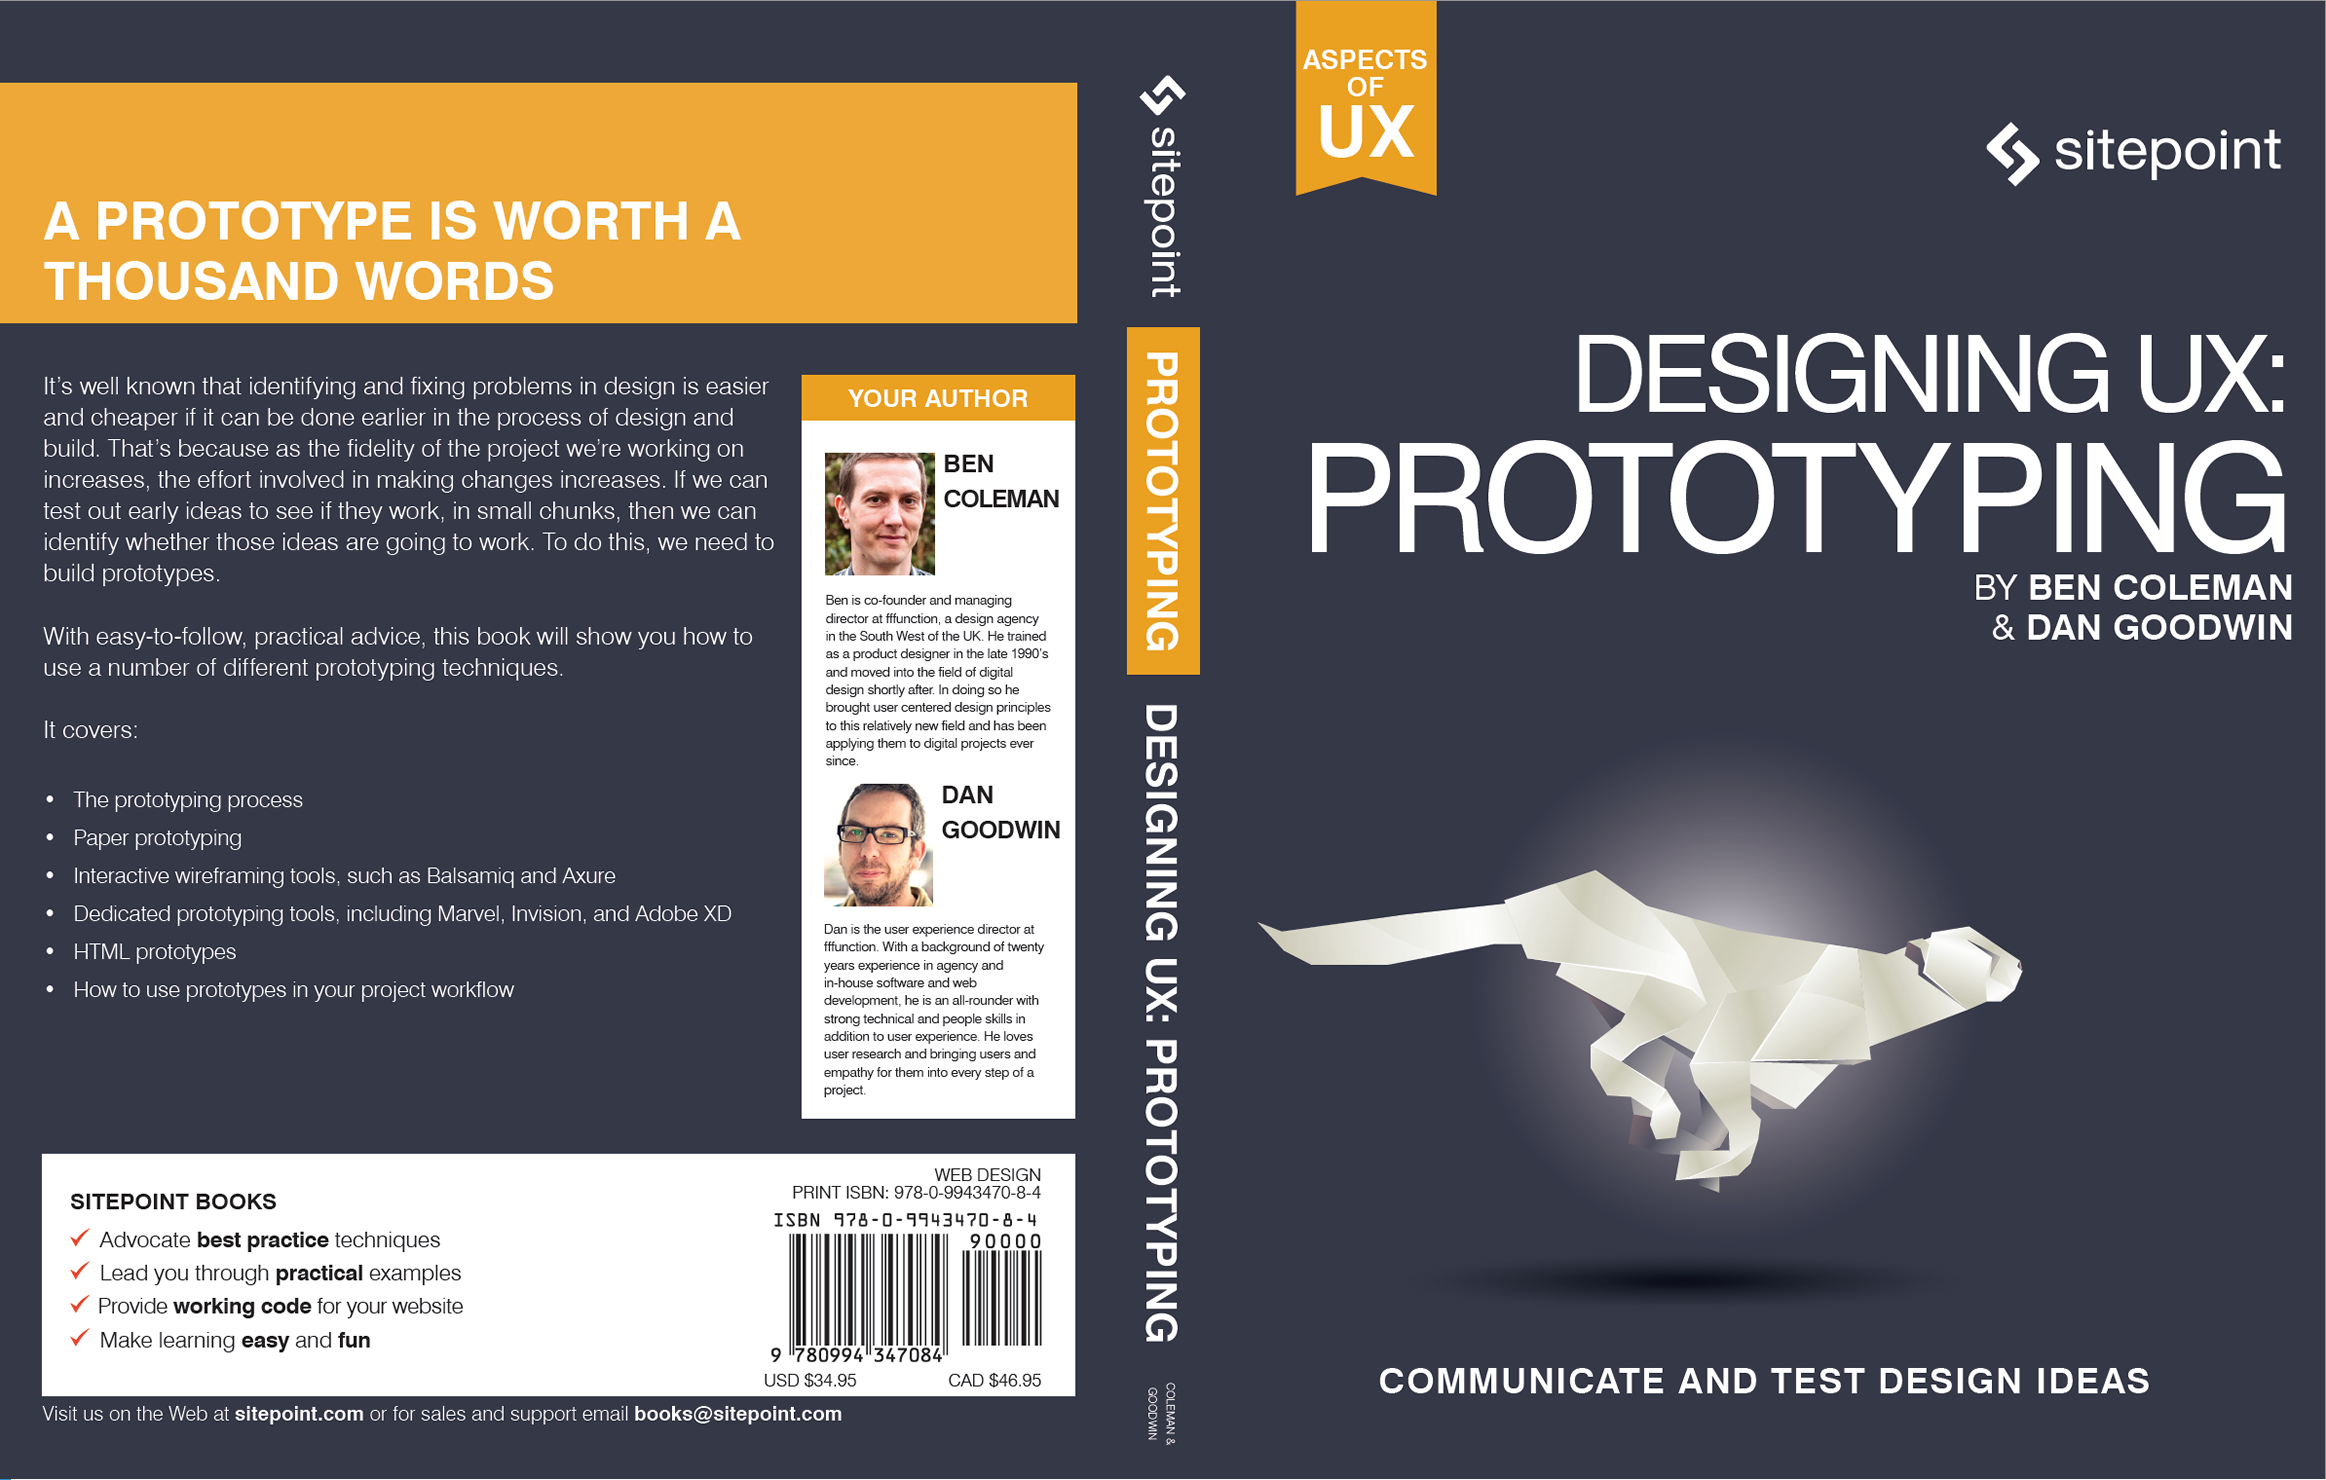 A PROTOTYPE IS WORTH A
THOUSAND WORDS
It’s well known that identifying and fixing problems in design is easier
and cheaper if it can be done earlier in the process of design and
build. That’s because as the fidelity of the project we’re working on
increases, the effort involved in making changes increases. If we can
test out early ideas to see if they work, in small chunks, then we can
identify whether those ideas are going to work. To do this, we need to
build prototypes.
With easy-to-follow, practical advice, this book will show you how to
use a number of different prototyping techniques.
It covers:
• The prototyping process
• Paper prototyping
• Interactive wireframing tools, such as Balsamiq and Axure
• Dedicated prototyping tools, including Marvel, Invision, and Adobe XD
• HTML prototypes
• How to use prototypes in your project workflow
YOUR AUTHOR
BEN
COLEMAN
Ben is co-founder and managing
director at fffunction, a design agency
in the South West of the UK. He trained
as a product designer in the late 1990’s
and moved into the field of digital
design shortly after. In doing so he
brought user centered design principles
to this relatively new field and has been
applying them to digital projects ever
since.
DAN
GOODWIN
Dan is the user experience director at
fffunction. With a background of twenty
years experience in agency and
in-house software and web
development, he is an all-rounder with
strong technical and people skills in
addition to user experience. He loves
user research and bringing users and
empathy for them into every step of a
project.
SITEPOINT BOOKS
Advocate best practice techniques
Lead you through practical examples
Provide working code for your website
Make learning easy and fun
WEB DESIGN
PRINT ISBN: 978-0-9943470-8-4
ISBN 978-0-9943470-8-4
90000
9 780994 347084
USD $34.95 CAD $46.95
Visit us on the Web at sitepoint.com or for sales and support email books@sitepoint.com
sitepoint
PROTOTYPING
DESIGNING UX: PROTOTYPING
COLEMAN &
GOODWIN
ASPECTS
OF
UX
sitepoint
DESIGNING UX:
PROTOTYPING
BY BEN COLEMAN
& DAN GOODWIN
COMMUNICATE AND TEST DESIGN IDEAS